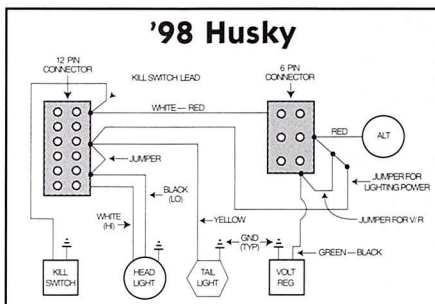 '98 Husky
12 PIN
CONNECTOR
KILL SWITCH LEAD
6 PIN
CONNECTOR
WHITE — RED
RED
ALT
JUMPER
JUMPER FOR
LIGHTING POWER
BLACK
(LO)
WHITE
(HI)
YELLOW
JUMPER FOR V/R
GND
(TYP)
GREEN — BLACK
KILL
SWITCH
HEAD
LIGHT
TAIL
LIGHT
VOLT
REG